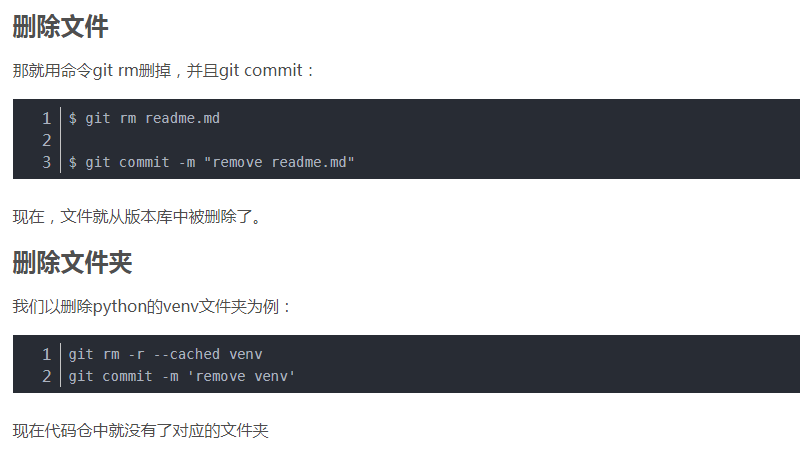 删除文件
那就用命令git rm删掉，并且git commit：
1 $ git rm readme.md
2
3 $ git commit -m "remove readme.md"
现在，文件就从版本库中被删除了。
删除文件夹
我们以删除python的venv文件夹为例：
1 git rm -r --cached venv
2 git commit -m 'remove venv'
现在代码仓中就没有了对应的文件夹